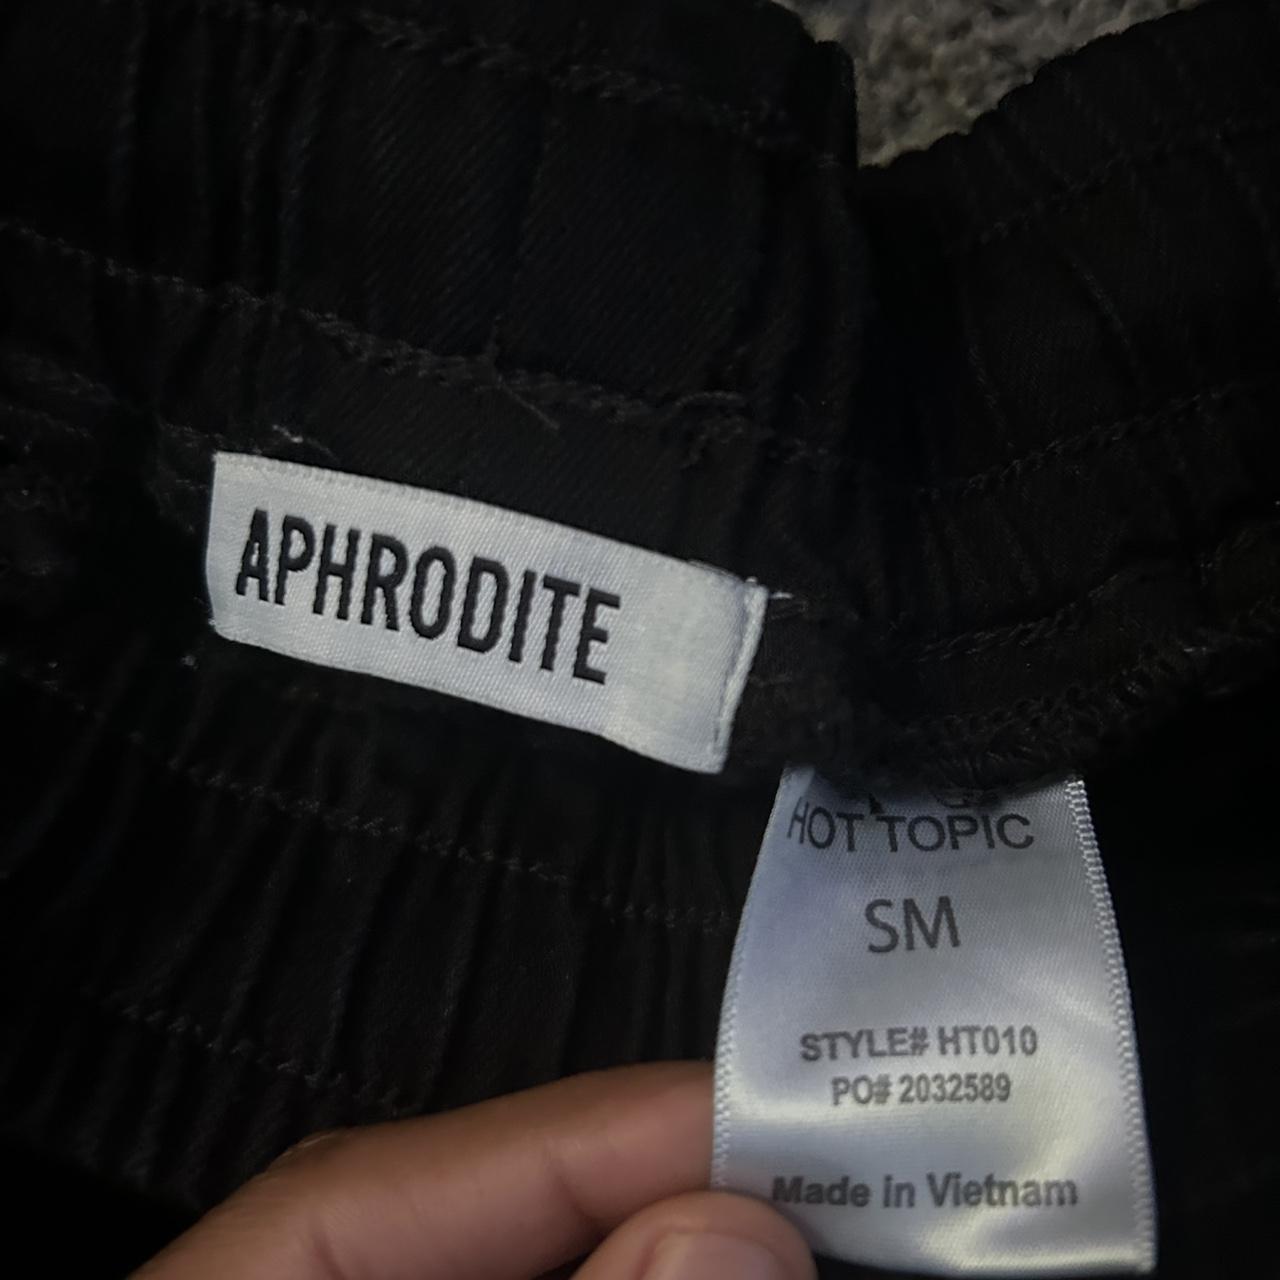 APHRODITE
HOT TOPIC
SM
STYLE# HT010
PO# 2032589
Made in Vietnam